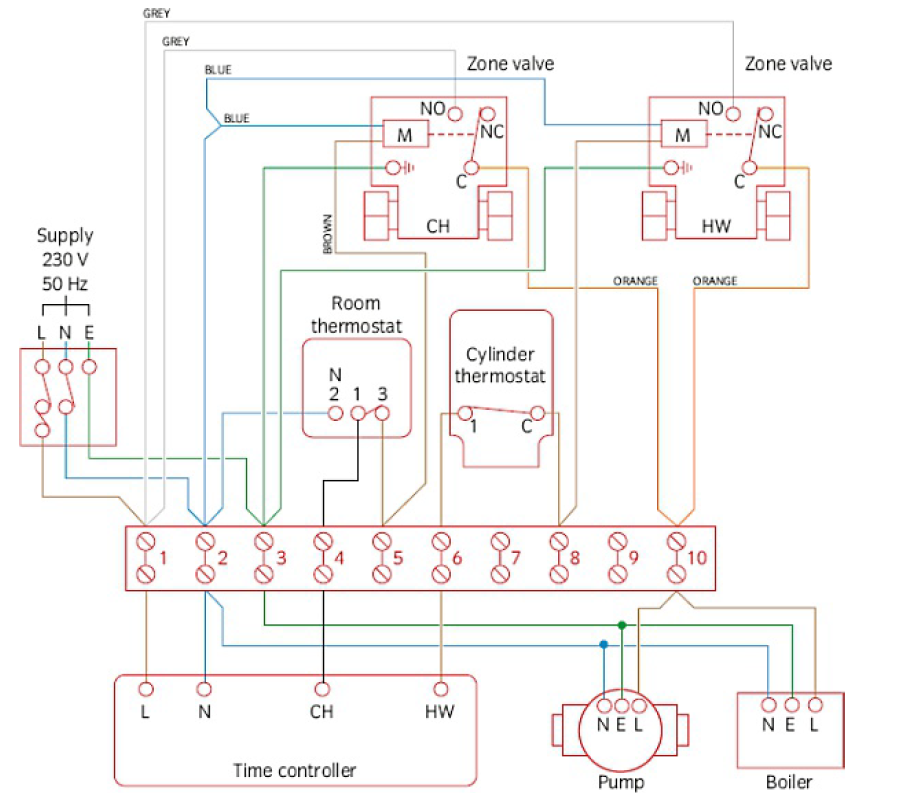 GREY
GREY
BLUE
BLUE
Zone valve
Zone valve
NO
NC
M
C
CH
NO
NC
M
C
HW
BROWN
ORANGE
ORANGE
Supply
230 V
50 Hz
L N E
Room
thermostat
N
2 1 3
Cylinder
thermostat
1 C
1 2 3 4 5 6 7 8 9 10
L N CH HW
Time controller
N E L
Pump
N E L
Boiler